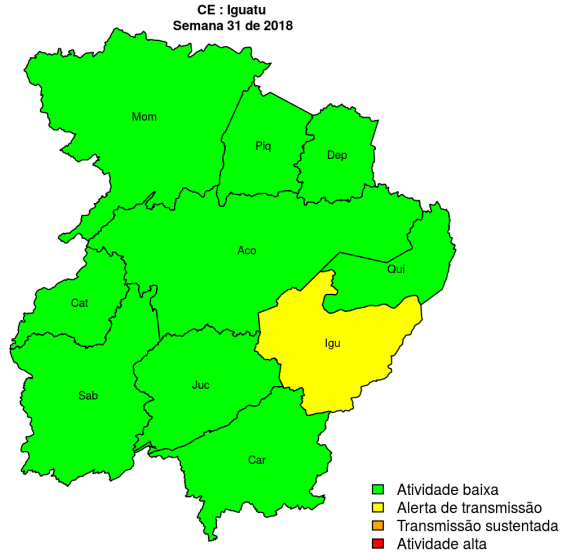 CE : Iguatu
Semana 31 de 2018
Mom
Piq
Dep
Aco
Qui
Cat
Igu
Juc
Sab
Car
Atividade baixa
Alerta de transmissão
Transmissão sustentada
Atividade alta